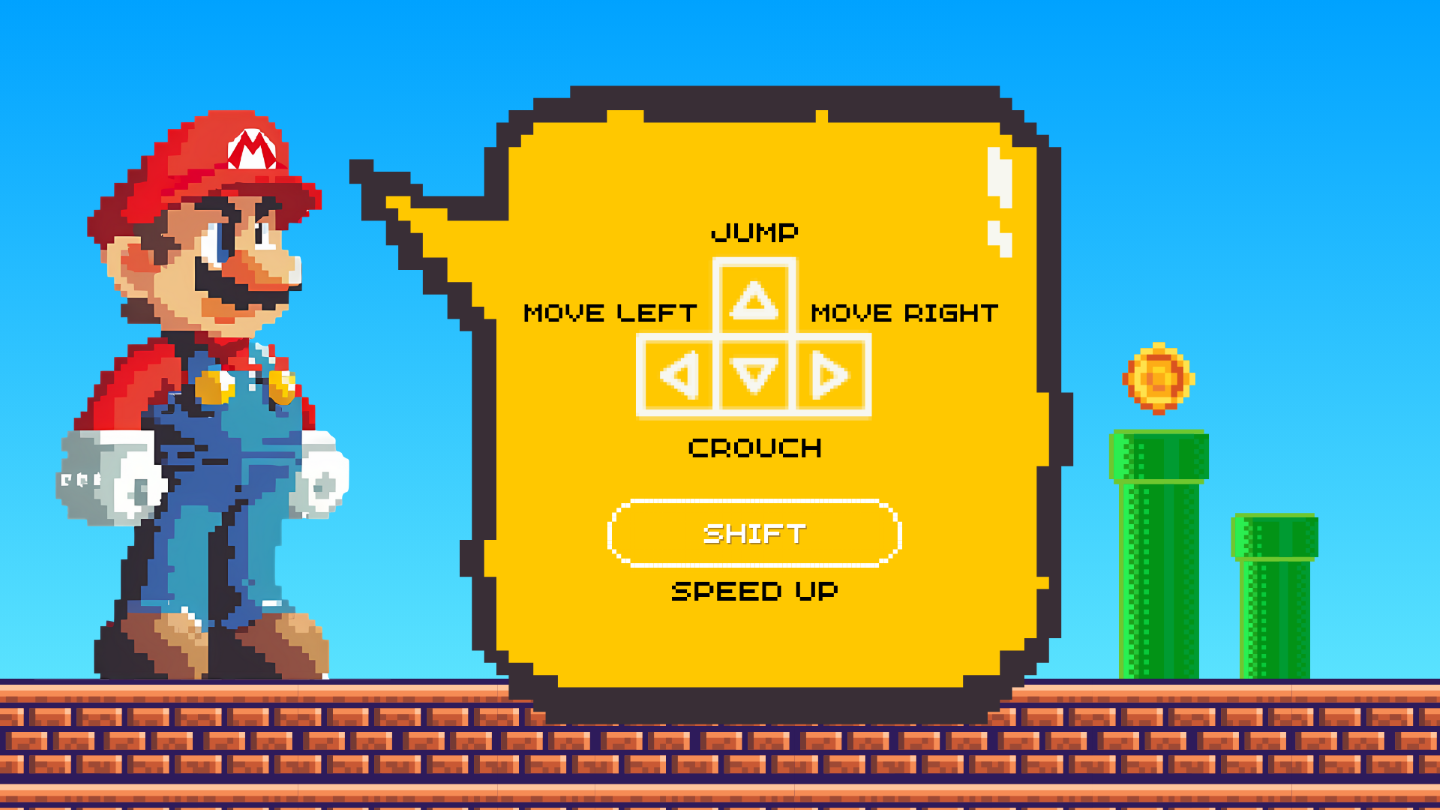 M
JUMP
MOVE LEFT MOVE RIGHT
CROUCH
SHIFT
SPEED UP